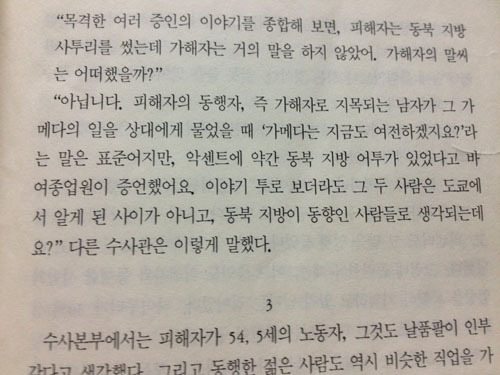 “목격한 여러 증인의 이야기를 종합해 보면, 피해자는 동북 지방
사투리를 썼는데 가해자는 거의 말을 하지 않았어. 가해자의 말씨
는 어떠했을까?”
“아닙니다. 피해자의 동행자, 즉 가해자로 지목되는 남자가 그 가
메다의 일을 상대에게 물었을 때 ‘가메다는 지금도 여전하겠지요?’라
는 말은 표준어지만, 악센트에 약간 동북 지방 어투가 있었다고 바
여종업원이 증언했어요. 이야기 투로 보더라도 그 두 사람은 도쿄에
서 알게 된 사이가 아니고, 동북 지방이 동향인 사람들로 생각되는데
요?” 다른 수사관은 이렇게 말했다.
3
수사본부에서는 피해자가 54, 5세의 노동자, 그것도 날품팔이 인부
같다고 생각했다. 그리고 동행한 젊은 사람도 역시 비슷한 직업을 가